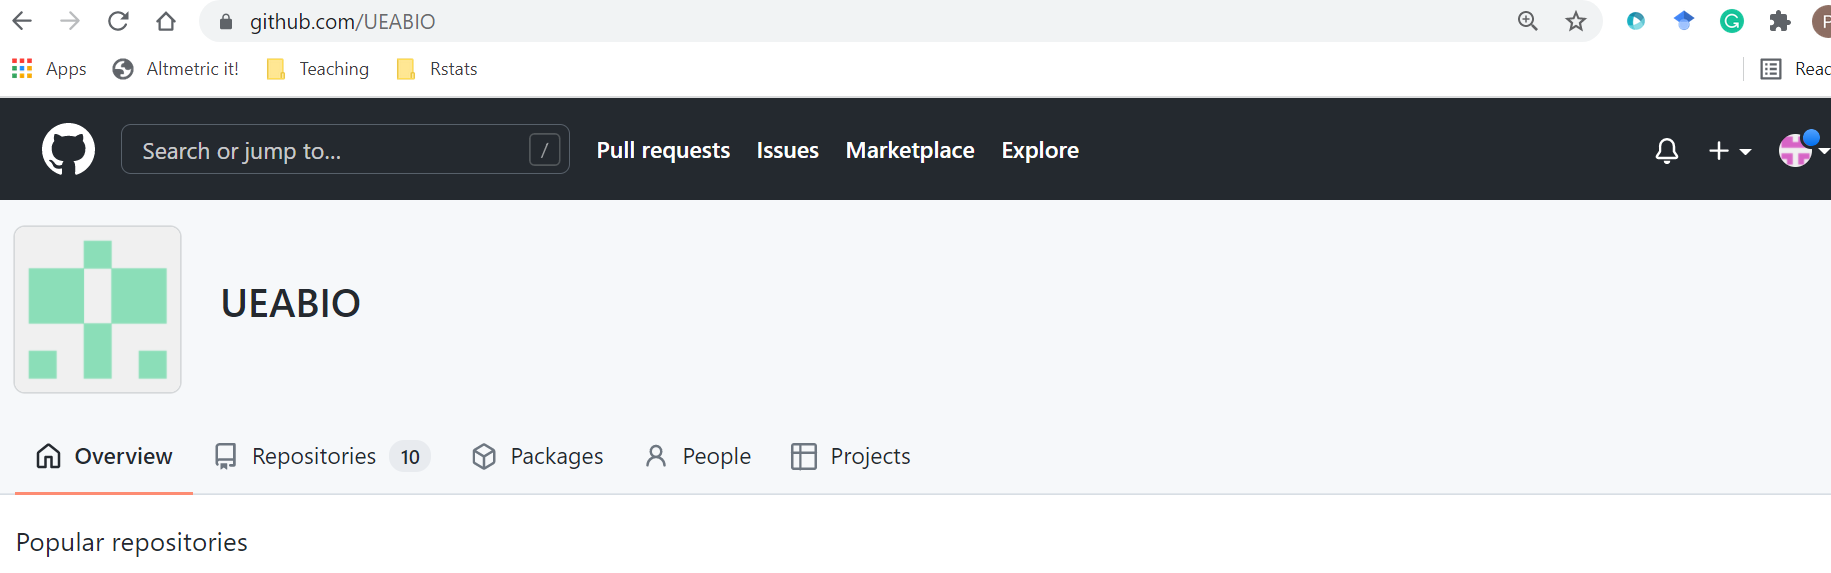 github.com/UEABIO
Apps Altmetric it! Teaching Rstats Reac
Search or jump to... / Pull requests Issues Marketplace Explore
UEABIO
Overview Repositories 10 Packages People Projects
Popular repositories